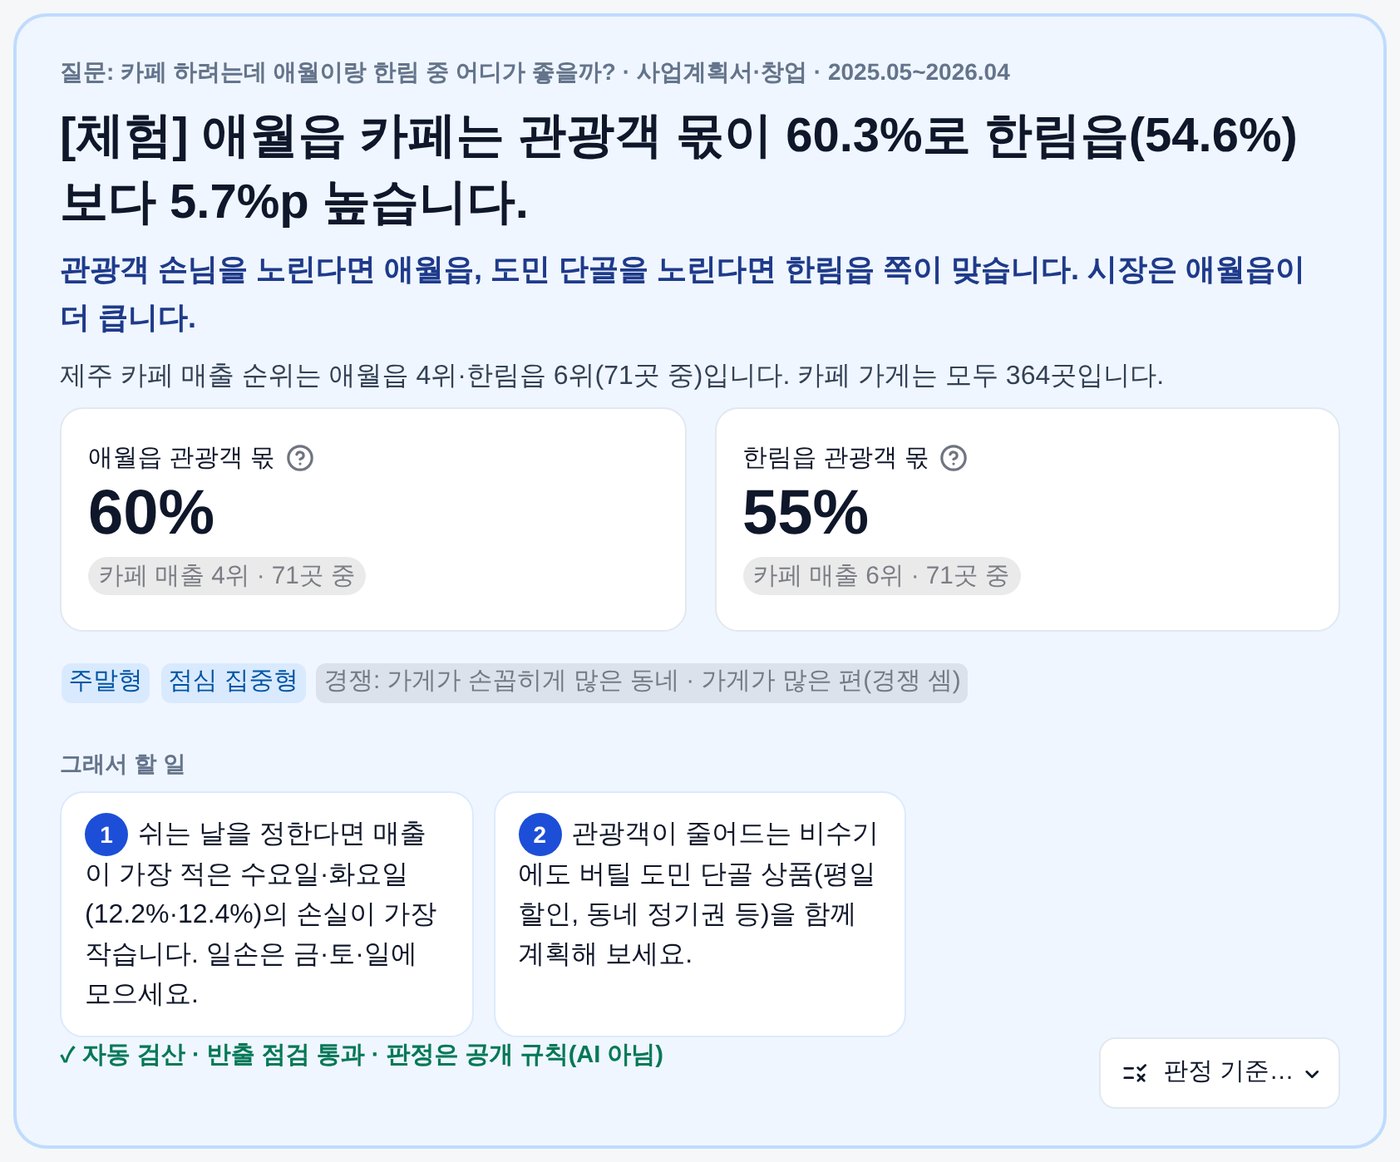 질문: 카페 하려는데 애월이랑 한림 중 어디가 좋을까? · 사업계획서·창업 · 2025.05~2026.04
[체험] 애월읍 카페는 관광객 몫이 60.3%로 한림읍(54.6%)
보다 5.7%p 높습니다.
관광객 손님을 노린다면 애월읍, 도민 단골을 노린다면 한림읍 쪽이 맞습니다. 시장은 애월읍이
더 큽니다.
제주 카페 매출 순위는 애월읍 4위·한림읍 6위(71곳 중)입니다. 카페 가게는 모두 364곳입니다.
애월읍 관광객 몫
60%
카페 매출 4위 · 71곳 중
한림읍 관광객 몫
55%
카페 매출 6위 · 71곳 중
주말형 점심 집중형 경쟁: 가게가 손꼽히게 많은 동네 · 가게가 많은 편(경쟁 셈)
그래서 할 일
1 쉬는 날을 정한다면 매출
이 가장 적은 수요일·화요일
(12.2%·12.4%)의 손실이 가장
작습니다. 일손은 금·토·일에
모으세요.
2 관광객이 줄어드는 비수기
에도 버틸 도민 단골 상품(평일
할인, 동네 정기권 등)을 함께
계획해 보세요.
✓ 자동 검산 · 반출 점검 통과 · 판정은 공개 규칙(AI 아님)
판정 기준…